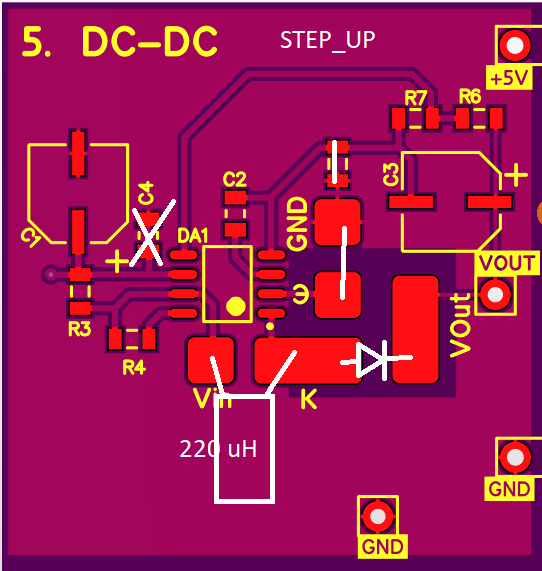 5. DC-DC
STEP_UP
+5V
R7
R6
C4
C2
C3
+
C1
DA1
GND
+
VOUT
R3
R4
Э
VOut
Vin
K
220 uH
GND
GND